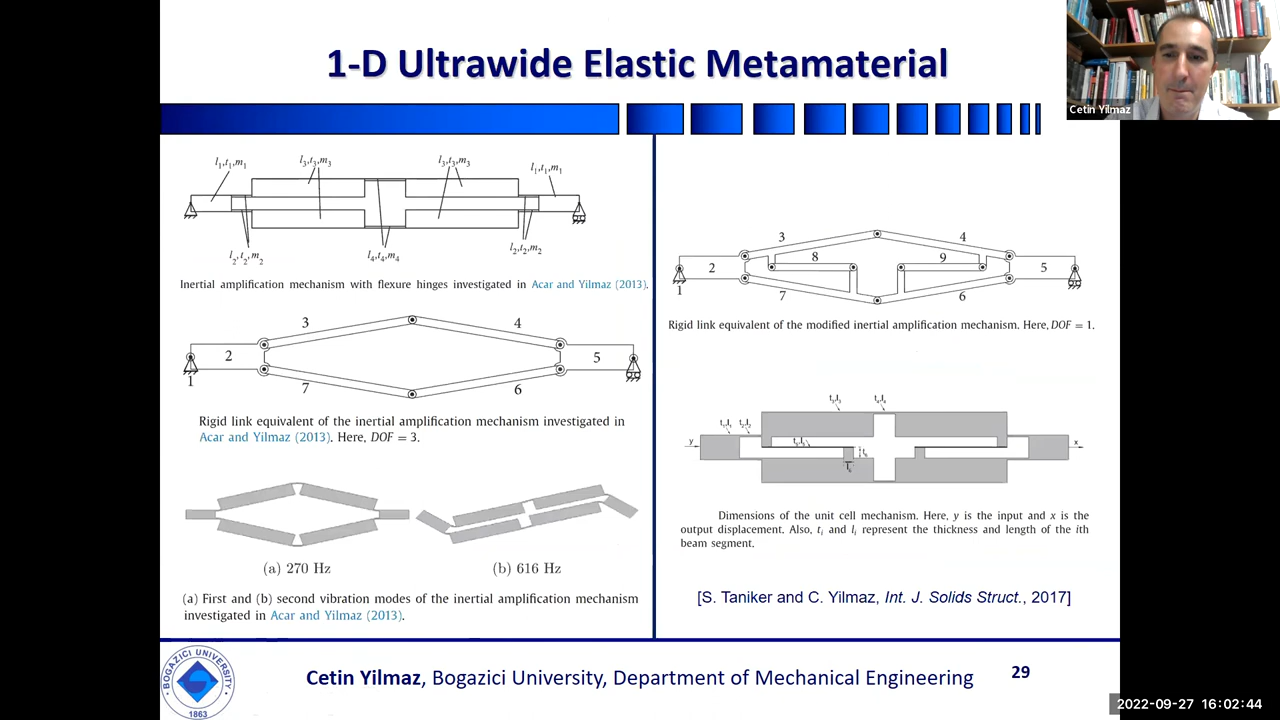 1-D Ultrawide Elastic Metamaterial
Cetin Yilmaz
l1,t1,m1
l3,t3,m3
l3,t3,m3
l1,t1,m1
l2,t2,m2
l4,t4,m4
l2,t2,m2
Inertial amplification mechanism with flexure hinges investigated in Acar and Yilmaz (2013).
3
4
2
5
1
7
6
Rigid link equivalent of the inertial amplification mechanism investigated in
Acar and Yilmaz (2013). Here, DOF = 3.
(a) 270 Hz
(b) 616 Hz
(a) First and (b) second vibration modes of the inertial amplification mechanism
investigated in Acar and Yilmaz (2013).
3
4
8
9
2
5
1
7
6
Rigid link equivalent of the modified inertial amplification mechanism. Here, DOF = 1.
y
x
Dimensions of the unit cell mechanism. Here, y is the input and x is the
output displacement. Also, ti and li represent the thickness and length of the ith
beam segment.
[S. Taniker and C. Yilmaz, Int. J. Solids Struct., 2017]
BOGAZICI UNIVERSITY
1863
Cetin Yilmaz, Bogazici University, Department of Mechanical Engineering
29
2022-09-27 16:02:44